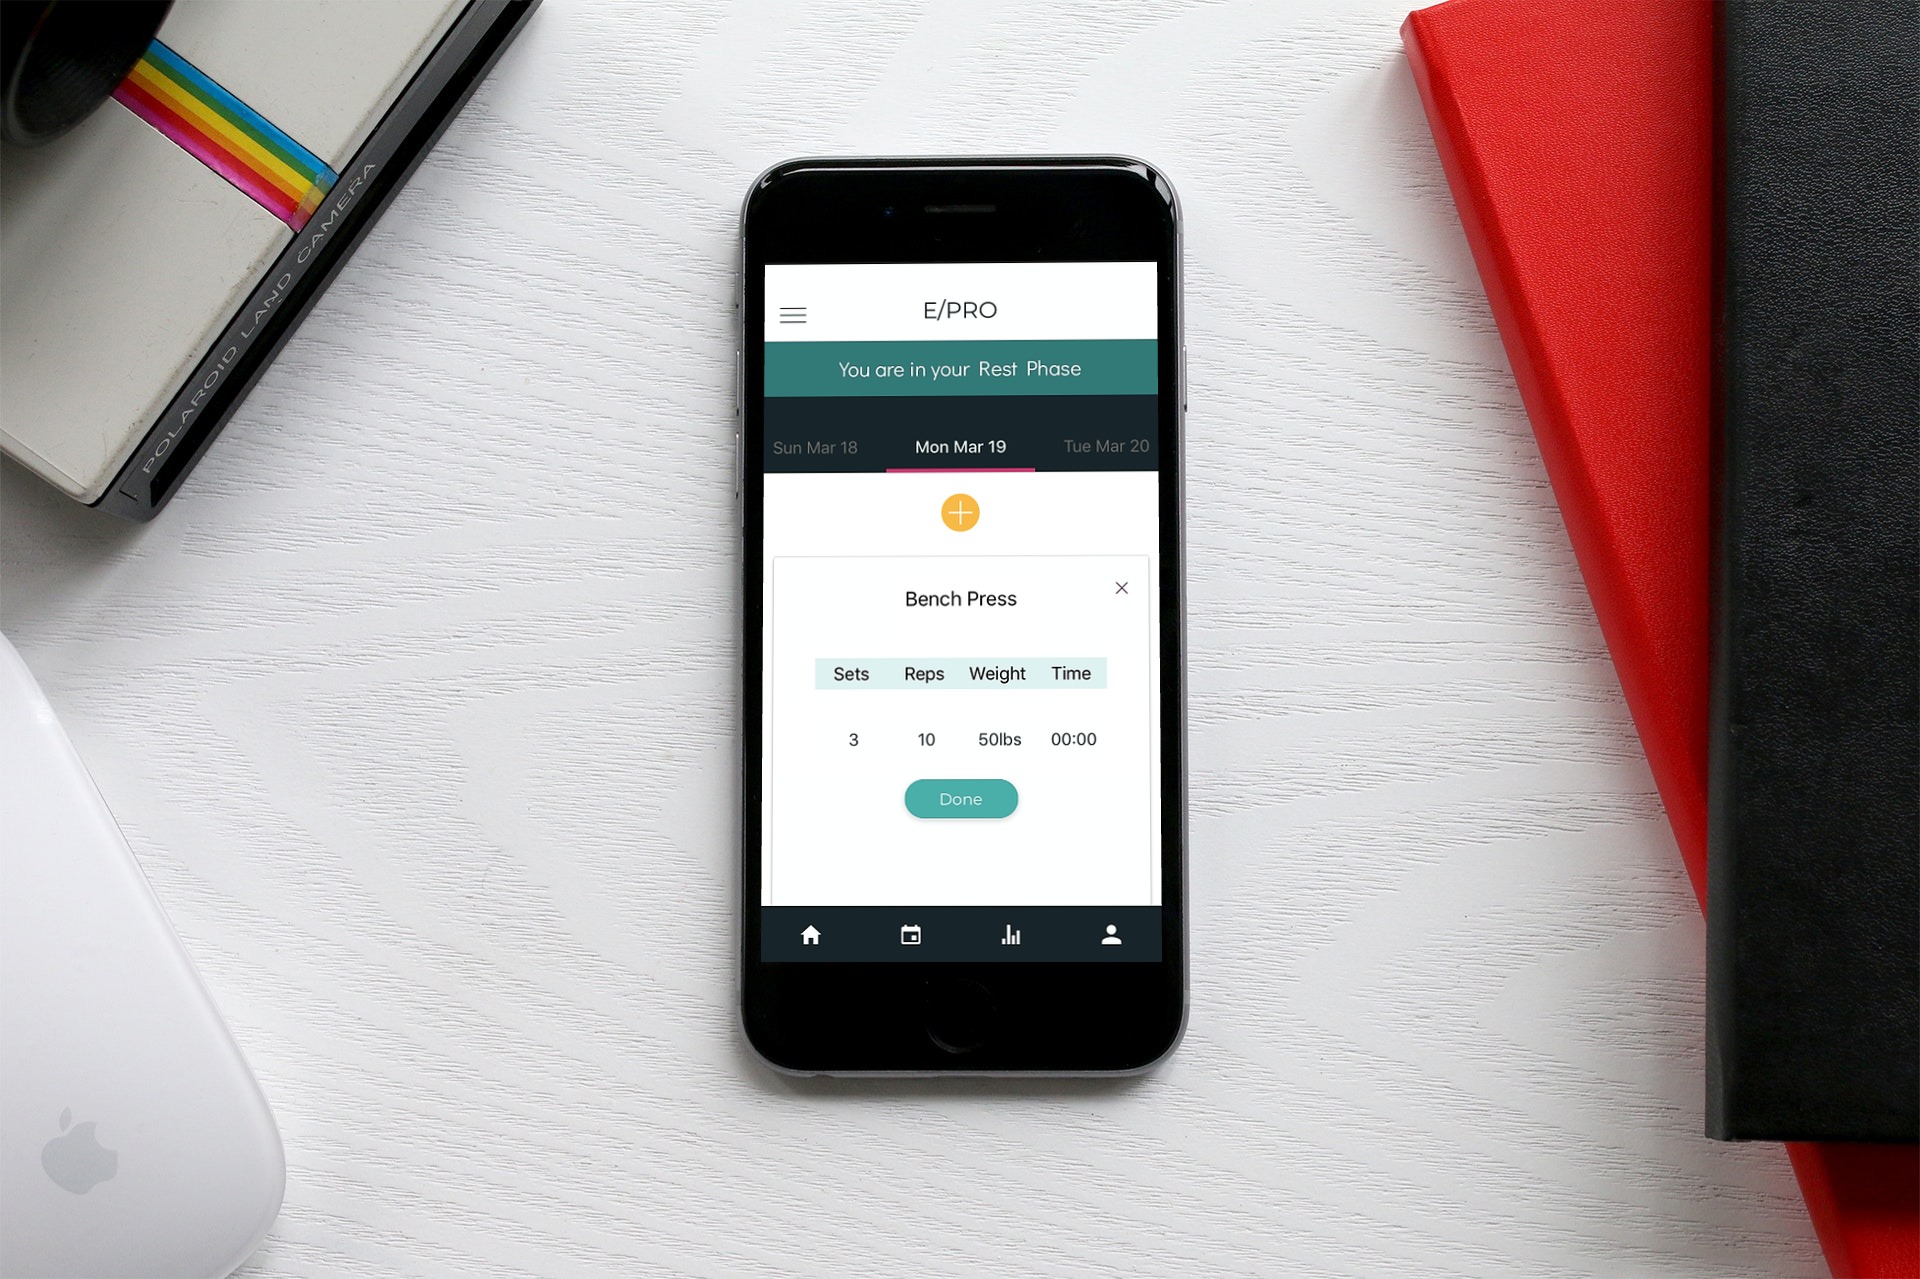 POLAROID LAND CAMERA
E/PRO
You are in your Rest Phase
Sun Mar 18 Mon Mar 19 Tue Mar 20
Bench Press
Sets Reps Weight Time
3 10 50lbs 00:00
Done